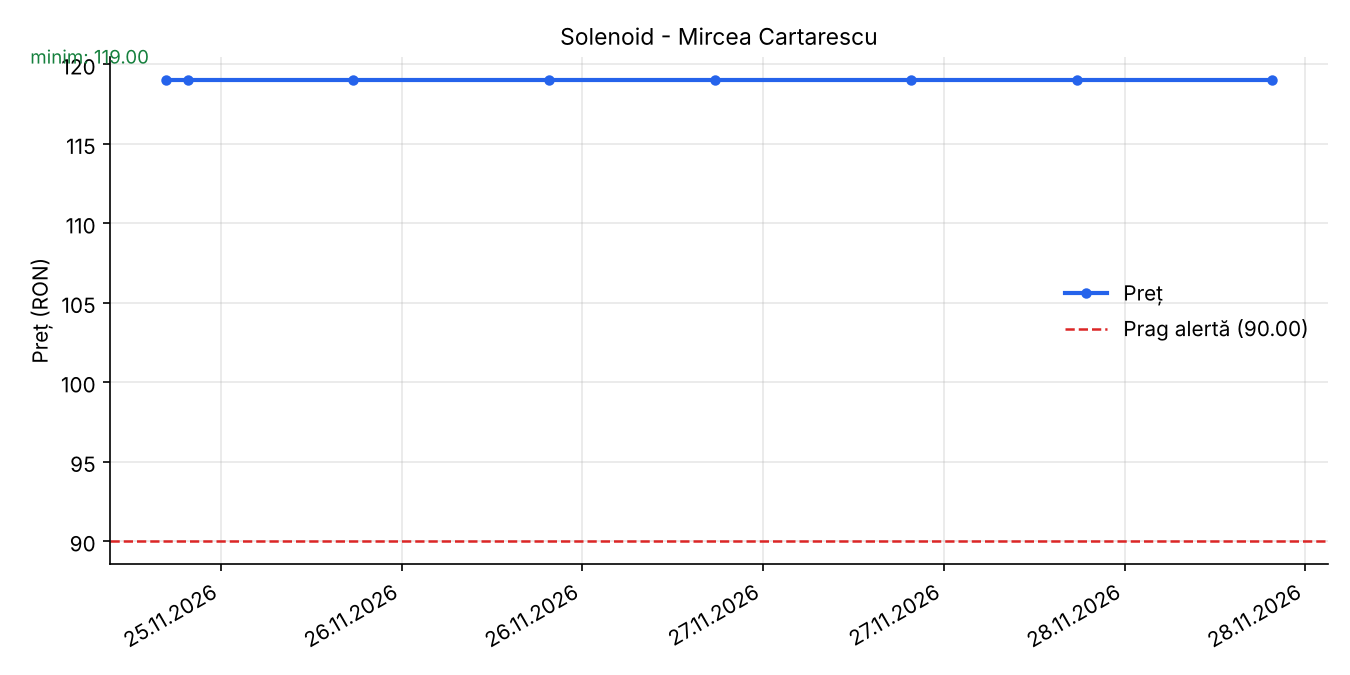 Solenoid - Mircea Cartarescu
minim: 119.00
120
115
110
105
100
95
90
Preț (RON)
Preț
Prag alertă (90.00)
25.11.2026
26.11.2026
26.11.2026
27.11.2026
27.11.2026
28.11.2026
28.11.2026